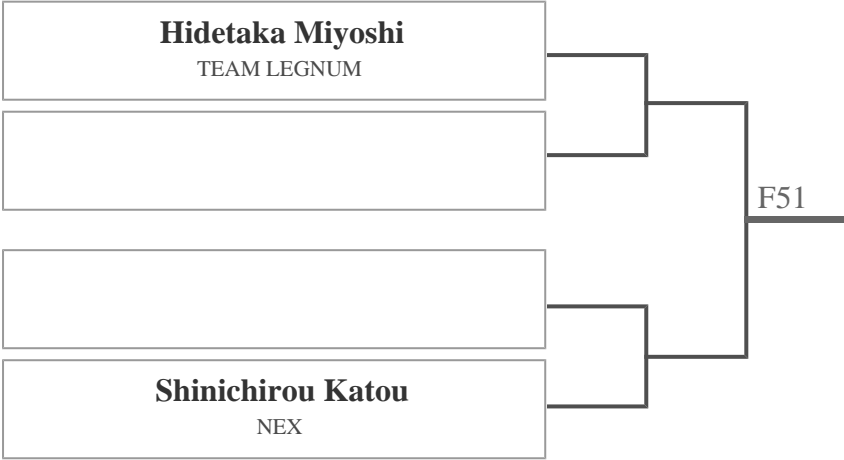 Hidetaka Miyoshi
TEAM LEGNUM
F51
Shinichirou Katou
NEX